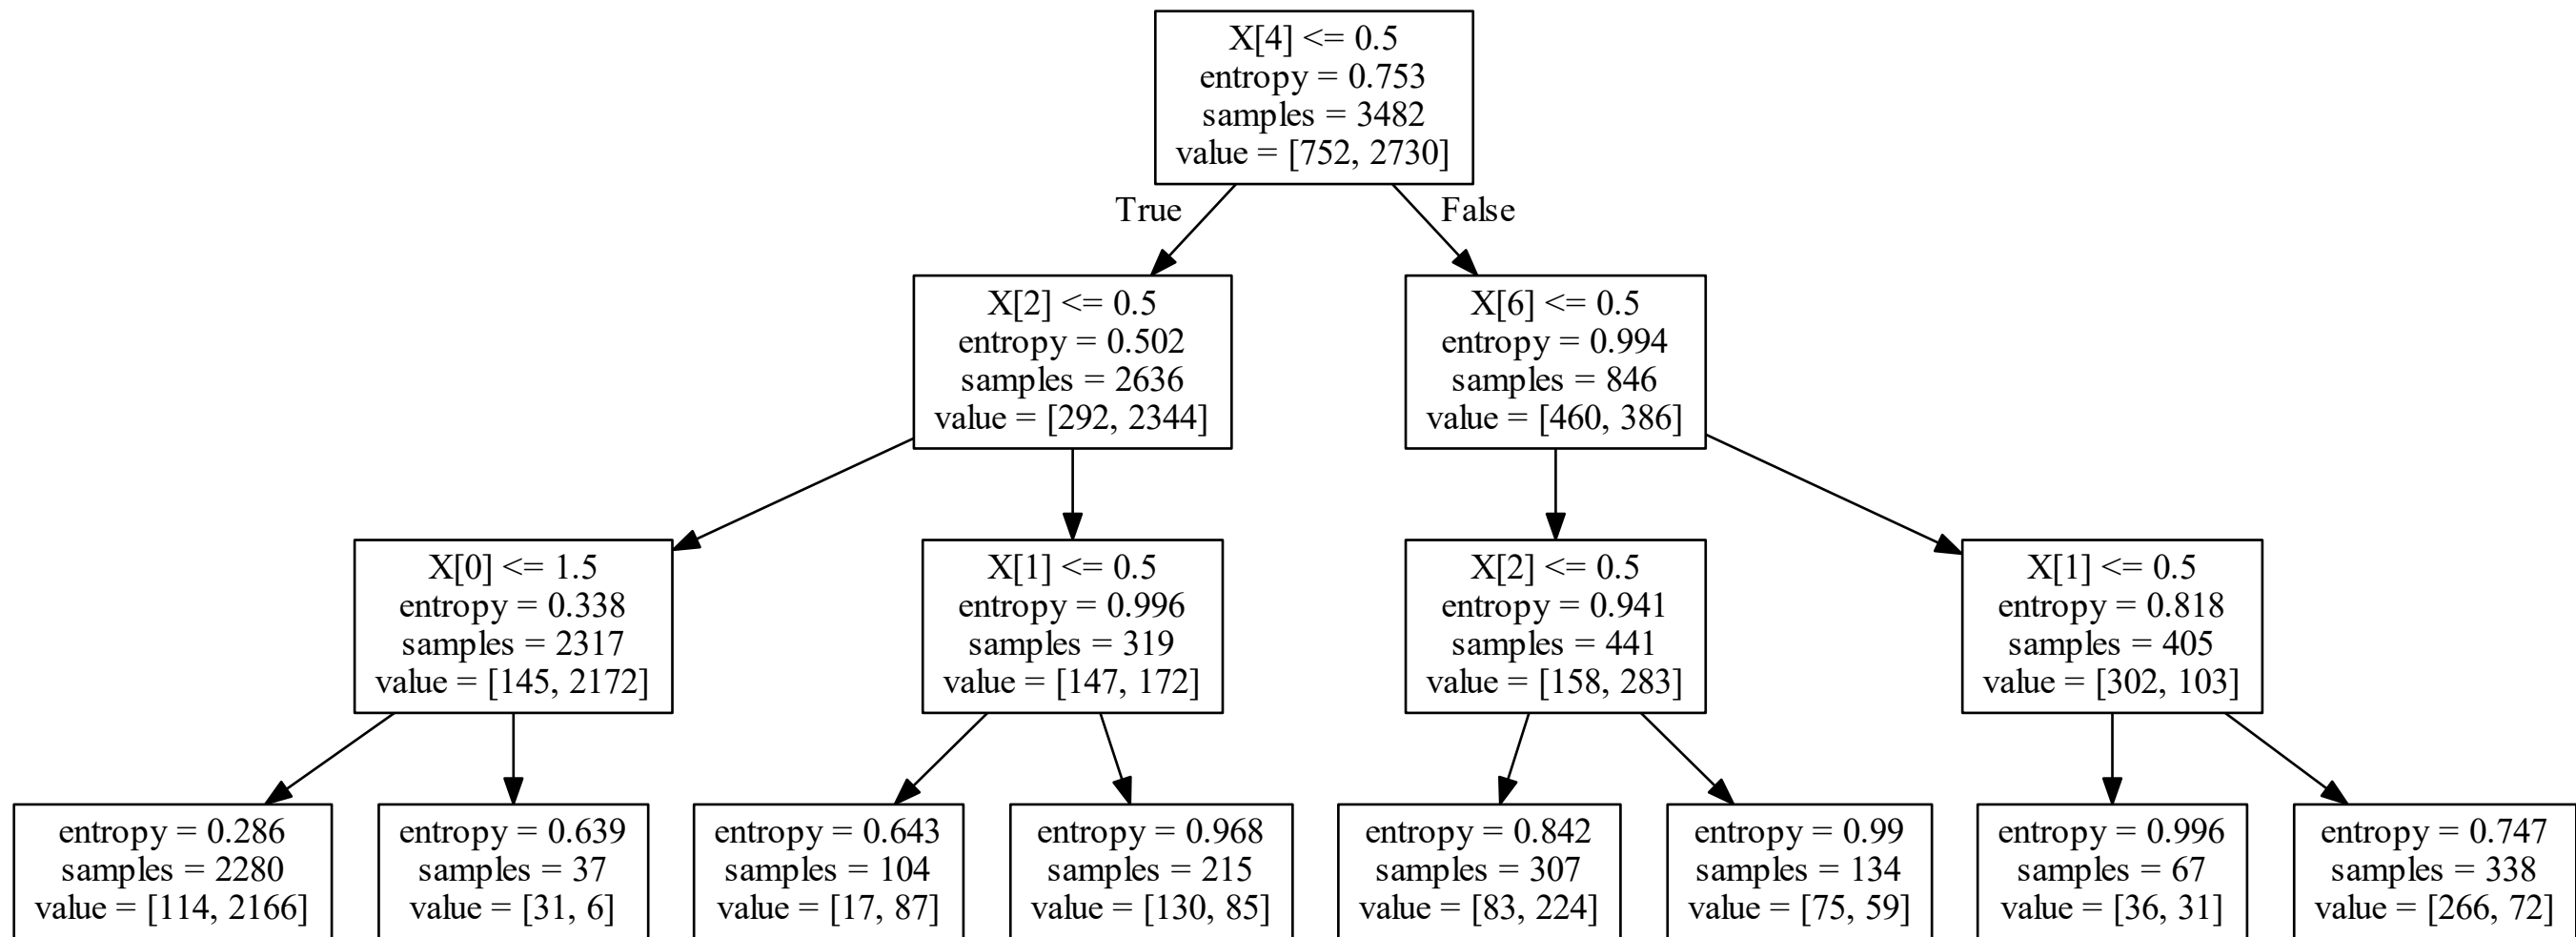 X[4] <= 0.5
entropy = 0.753
samples = 3482
value = [752, 2730]
True
False
X[2] <= 0.5
entropy = 0.502
samples = 2636
value = [292, 2344]
X[6] <= 0.5
entropy = 0.994
samples = 846
value = [460, 386]
X[0] <= 1.5
entropy = 0.338
samples = 2317
value = [145, 2172]
X[1] <= 0.5
entropy = 0.996
samples = 319
value = [147, 172]
X[2] <= 0.5
entropy = 0.941
samples = 441
value = [158, 283]
X[1] <= 0.5
entropy = 0.818
samples = 405
value = [302, 103]
entropy = 0.286
samples = 2280
value = [114, 2166]
entropy = 0.639
samples = 37
value = [31, 6]
entropy = 0.643
samples = 104
value = [17, 87]
entropy = 0.968
samples = 215
value = [130, 85]
entropy = 0.842
samples = 307
value = [83, 224]
entropy = 0.99
samples = 134
value = [75, 59]
entropy = 0.996
samples = 67
value = [36, 31]
entropy = 0.747
samples = 338
value = [266, 72]